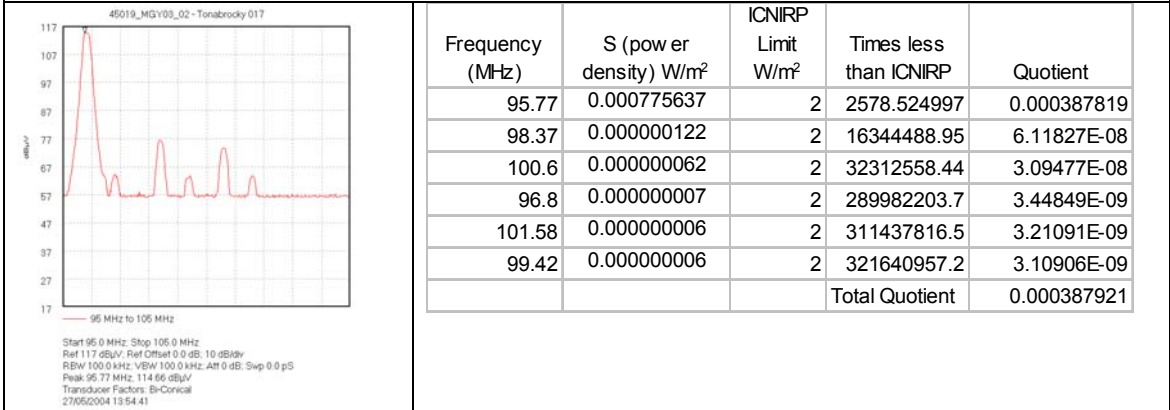 45019_MGY03_02 - Tonabrocky 017
117
107
97
87
77
67
57
47
37
27
17
dBµV
95 MHz to 105 MHz
Start 95.0 MHz; Stop 105.0 MHz
Ref 117 dBµV; Ref Offset 0.0 dB; 10 dB/div
RBW 100.0 kHz; VBW 100.0 kHz; Att 0 dB; Swp 0.0 pS
Peak 95.77 MHz, 114.66 dBµV
Transducer Factors: Bi-Conical
27/05/2004 13:54:41
Frequency (MHz) S (pow er density) W/m² ICNIRP Limit W/m² Times less than ICNIRP Quotient
95.77 0.000775637 2 2578.524997 0.000387819
98.37 0.000000122 2 16344488.95 6.11827E-08
100.6 0.000000062 2 32312558.44 3.09477E-08
96.8 0.000000007 2 289982203.7 3.44849E-09
101.58 0.000000006 2 311437816.5 3.21091E-09
99.42 0.000000006 2 321640957.2 3.10906E-09
Total Quotient 0.000387921